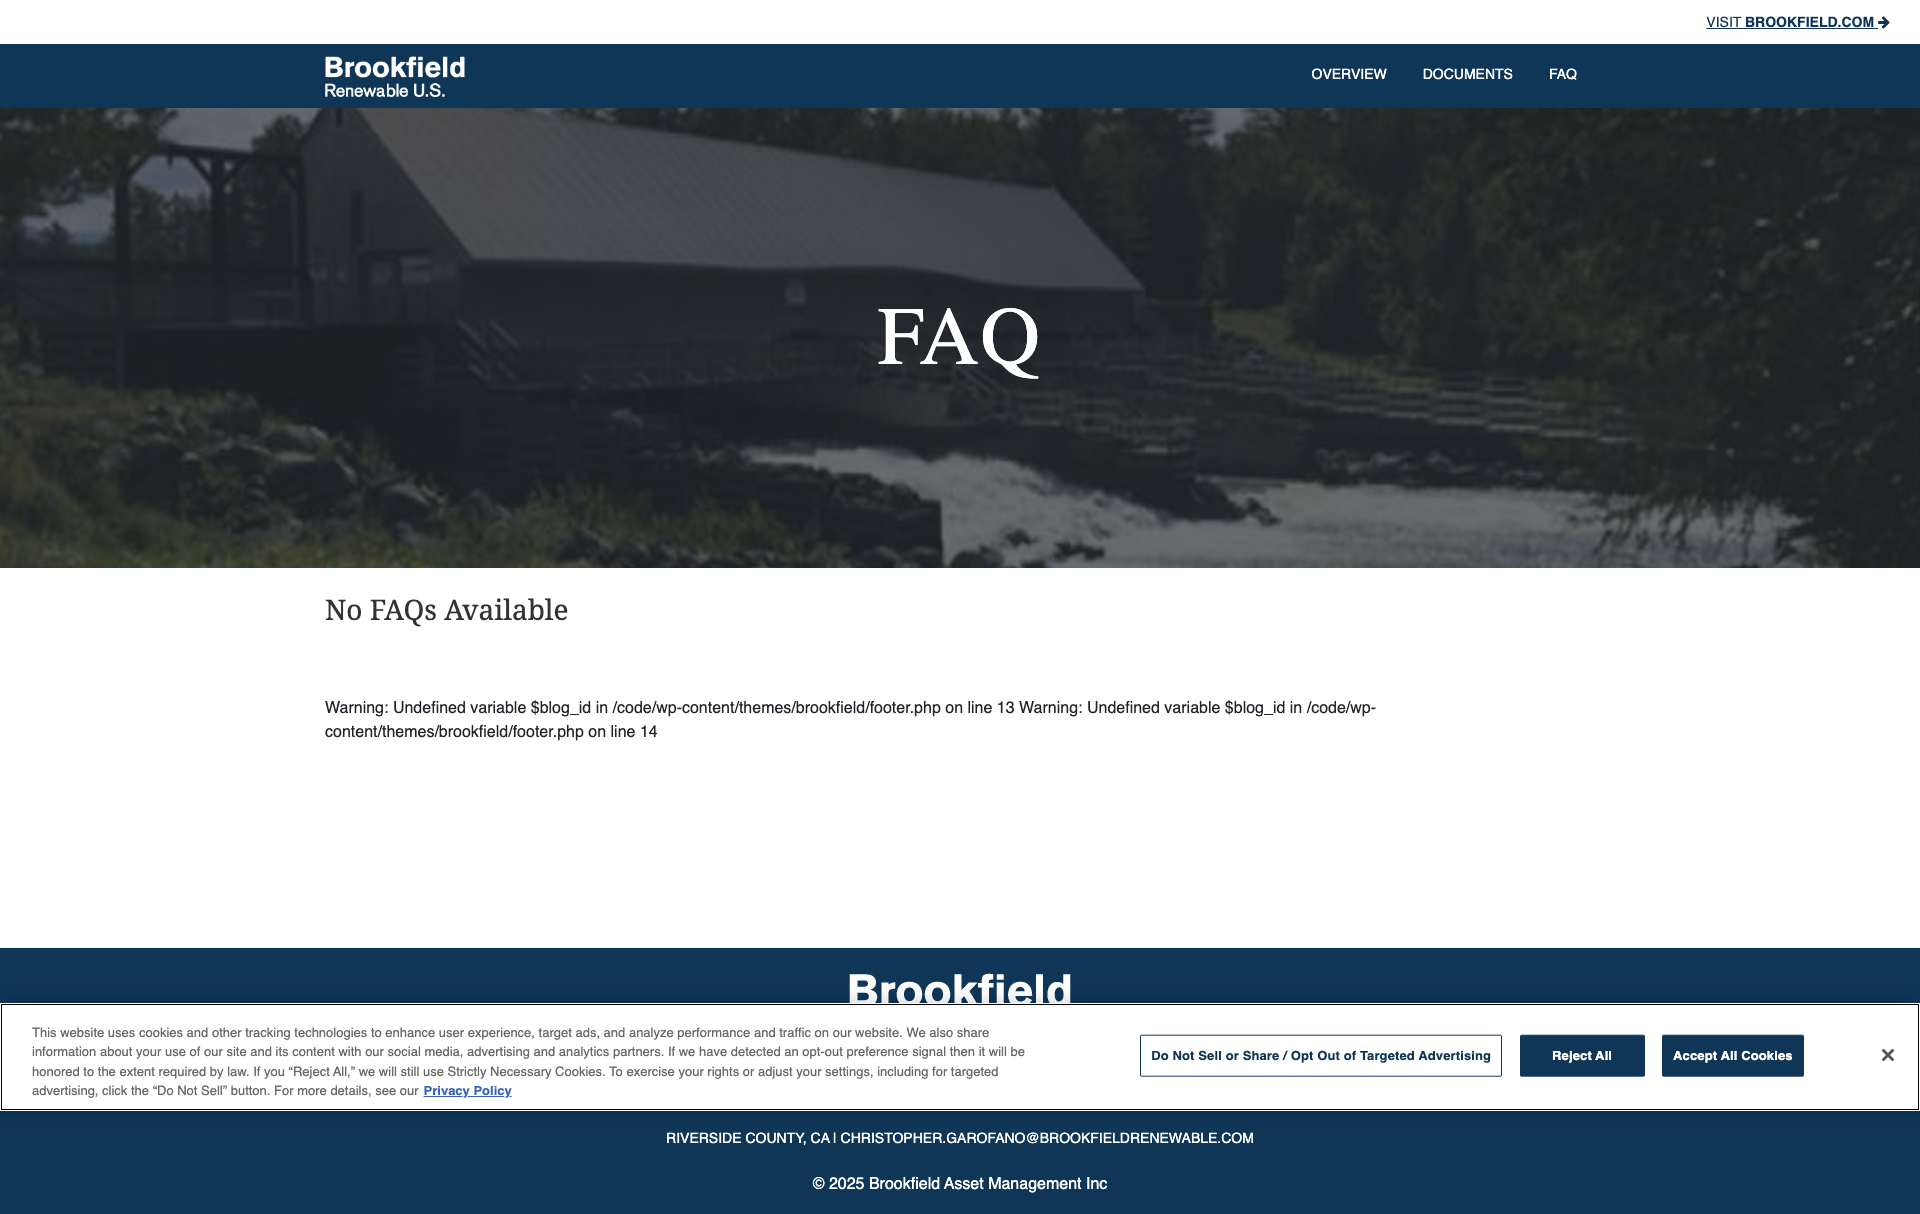 VISIT BROOKFIELD.COM
Brookfield
Renewable U.S.
OVERVIEW DOCUMENTS FAQ
FAQ
No FAQs Available
Warning: Undefined variable $blog_id in /code/wp-content/themes/brookfield/footer.php on line 13 Warning: Undefined variable $blog_id in /code/wp-
content/themes/brookfield/footer.php on line 14
Brookfield
This website uses cookies and other tracking technologies to enhance user experience, target ads, and analyze performance and traffic on our website. We also share
information about your use of our site and its content with our social media, advertising and analytics partners. If we have detected an opt-out preference signal then it will be
honored to the extent required by law. If you “Reject All,” we will still use Strictly Necessary Cookies. To exercise your rights or adjust your settings, including for targeted
advertising, click the “Do Not Sell” button. For more details, see our Privacy Policy
Do Not Sell or Share / Opt Out of Targeted Advertising
Reject All
Accept All Cookies
RIVERSIDE COUNTY, CA | CHRISTOPHER.GAROFANO@BROOKFIELDRENEWABLE.COM
© 2025 Brookfield Asset Management Inc